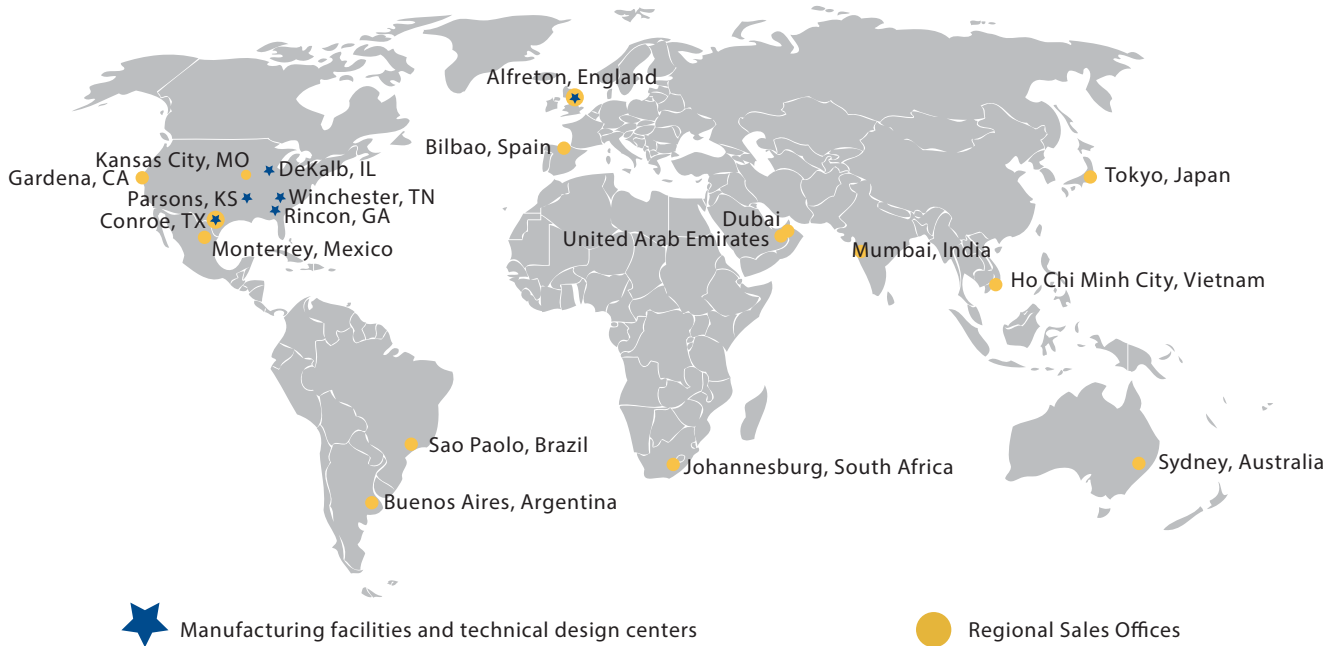 Alfreton, England
Bilbao, Spain
Kansas City, MO
DeKalb, IL
Gardena, CA
Parsons, KS
Winchester, TN
Conroe, TX
Rincon, GA
Monterrey, Mexico
Tokyo, Japan
Dubai
United Arab Emirates
Mumbai, India
Ho Chi Minh City, Vietnam
Sao Paolo, Brazil
Johannesburg, South Africa
Sydney, Australia
Buenos Aires, Argentina
Manufacturing facilities and technical design centers
Regional Sales Offices